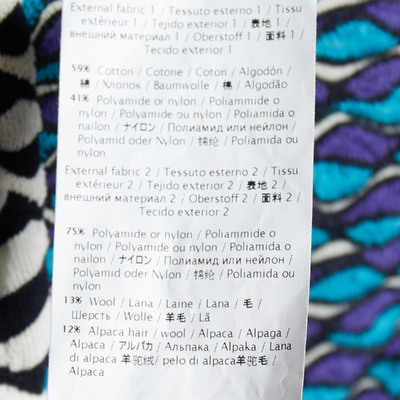 External fabric 1 / Tessuto esterno 1 / Tissu
extérieur 1 / Tejido exterior 1 / 表地 1 /
внешний материал 1 / Oberstoff 1 / 面料 1 /
Tecido exterior 1
59% Cotton / Cotone / Coton / Algodón /
綿 / Хлопок / Baumwolle / 棉 / Algodão
41% Polyamide or nylon / Poliammide o
nylon / Polyamide ou nylon / Poliamida o
nailon / ナイロン / Полиамид или нейлон /
Polyamid oder Nylon / 锦纶 / Poliamida ou
nylon
External fabric 2 / Tessuto esterno 2 / Tissu
extérieur 2 / Tejido exterior 2 / 表地 2 /
внешний материал 2 / Oberstoff 2 / 面料 2 /
Tecido exterior 2
75% Polyamide or nylon / Poliammide o
nylon / Polyamide ou nylon / Poliamida o
nailon / ナイロン / Полиамид или нейлон /
Polyamid oder Nylon / 锦纶 / Poliamida ou
nylon
13% Wool / Lana / Laine / Lana / 毛 /
Шерсть / Wolle / 羊毛 / Lã
12% Alpaca hair / wool / Alpaca / Alpaga /
Alpaca / アルパカ / Альпака / Alpaka / Lana
di alpaca 羊驼绒/ pelo di alpaca羊驼毛 /
Alpaca